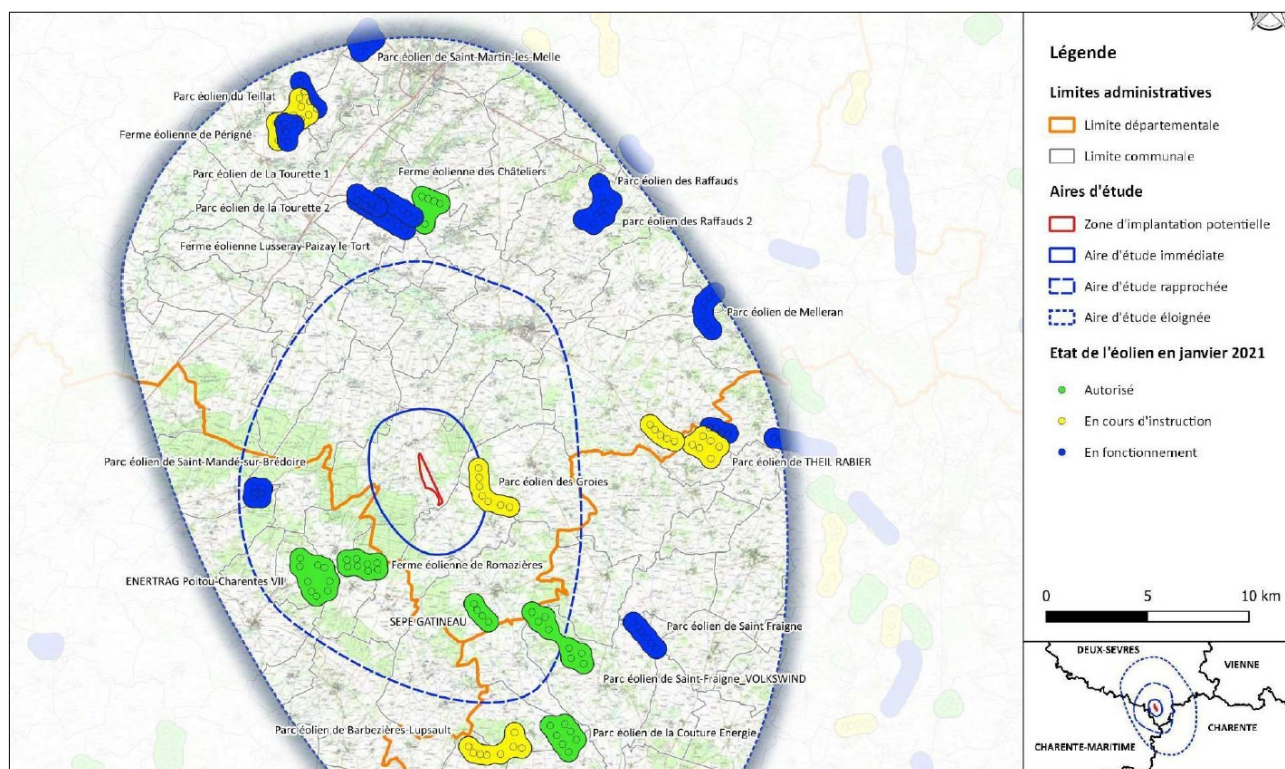 Parc éolien de Saint-Martin-les-Melle
Parc éolien du Teillat
Ferme éolienne de Périgné
Parc éolien de La Tourette 1
Ferme éolienne des Châteliers
Parc éolien des Raffauds
Parc éolien de la Tourette 2
parc éolien des Raffauds 2
Ferme éolienne Lusseray-Paizay le Tort
Parc éolien de Melleran
Parc éolien de Saint-Mandé-sur-Brédoire
Parc éolien de THEIL RABIER
Parc éolien des Groies
ENERTRAG Poitou-Charentes VII
Ferme éolienne de Romazières
SEPE GATINEAU
Parc éolien de Saint Fraigne
Parc éolien de Saint-Fraigne_VOLKSWIND
Parc éolien de Barbezières-Lupsault
Parc éolien de la Couture Energie
Légende
Limites administratives
Limite départementale
Limite communale
Aires d'étude
Zone d'implantation potentielle
Aire d'étude immédiate
Aire d'étude rapprochée
Aire d'étude éloignée
Etat de l'éolien en janvier 2021
Autorisé
En cours d'instruction
En fonctionnement
0 5 10 km
DEUX-SEVRES
VIENNE
CHARENTE
CHARENTE-MARITIME